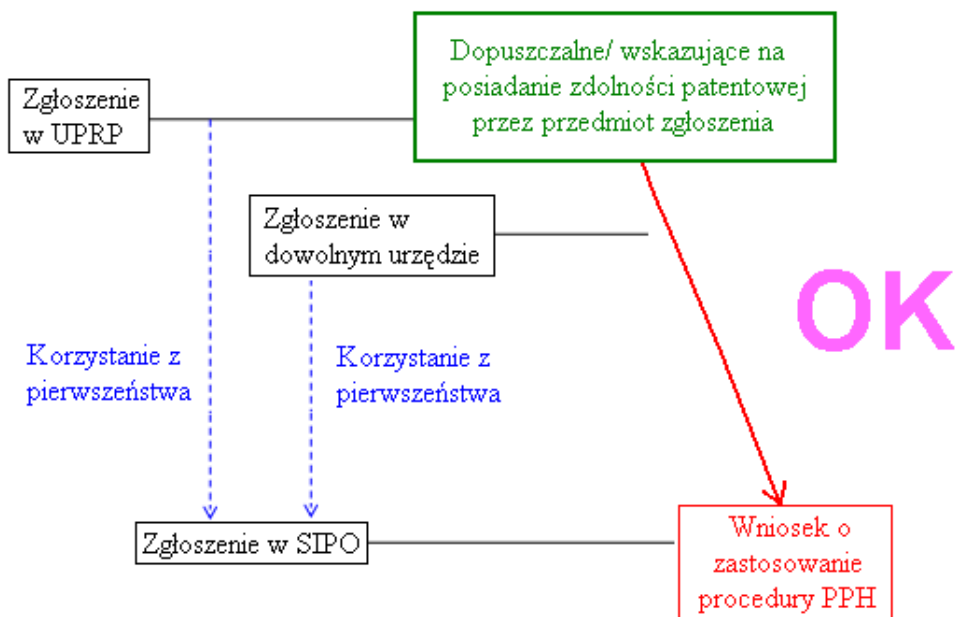 Dopuszczalne/ wskazujące na
posiadanie zdolności patentowej
przez przedmiot zgłoszenia
Zgłoszenie
w UPRP
Zgłoszenie w
dowolnym urzędzie
OK
Korzystanie z
pierwszeństwa
Korzystanie z
pierwszeństwa
Zgłoszenie w SIPO
Wniosek o
zastosowanie
procedury PPH